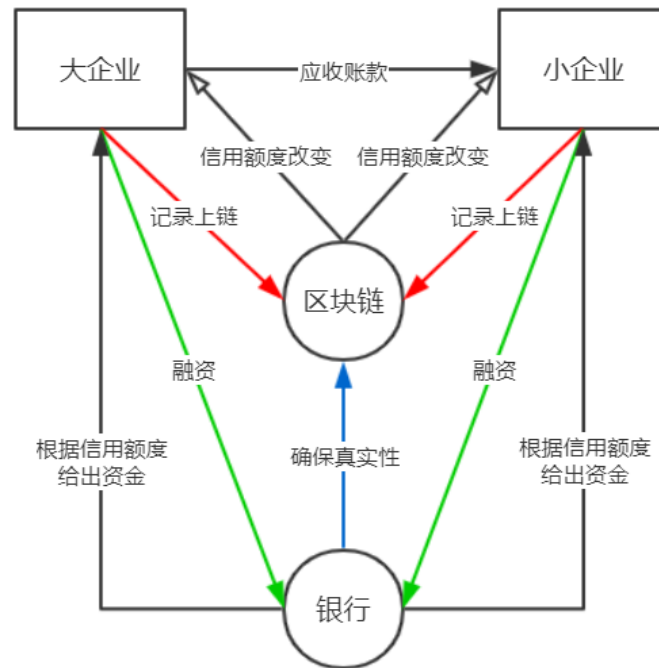 大企业
应收账款
小企业
信用额度改变
信用额度改变
记录上链
记录上链
区块链
融资
融资
根据信用额度
给出资金
确保真实性
根据信用额度
给出资金
银行